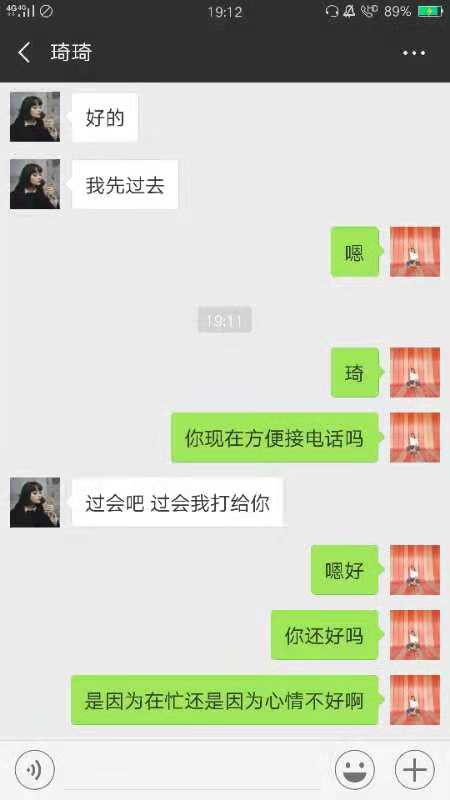 4G 4G 19:12 HD 89%
琦琦
好的
我先过去
嗯
19:11
琦
你现在方便接电话吗
过会吧 过会我打给你
嗯好
你还好吗
是因为在忙还是因为心情不好啊